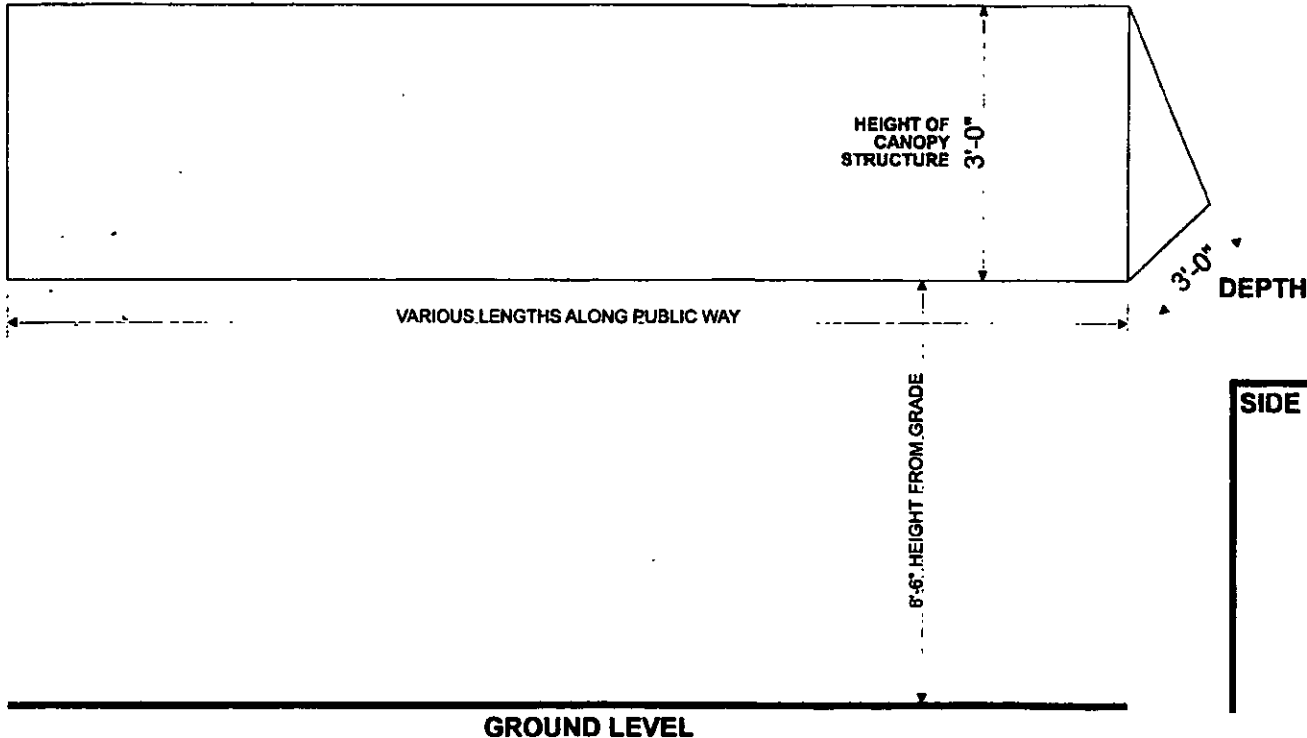 HEIGHT OF
CANOPY
STRUCTURE
3'-0"
3'-0"
DEPTH
VARIOUS LENGTHS ALONG PUBLIC WAY
SIDE
8'-6" HEIGHT FROM GRADE
GROUND LEVEL